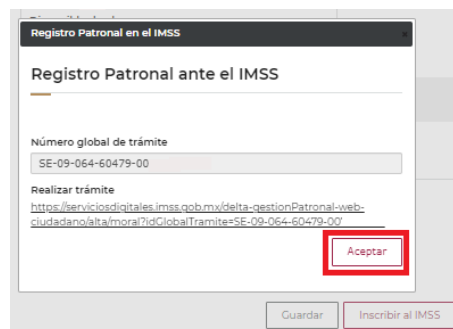 Registro Patronal en el IMSS
Registro Patronal ante el IMSS
Número global de trámite
SE-09-064-60479-00
Realizar trámite
https://serviciosdigitales.imss.gob.mx/delta-gestionPatronal-web-
ciudadano/alta/moral?idGlobalTramite=SE-09-064-60479-00'
Aceptar
Guardar
Inscribir al IMSS